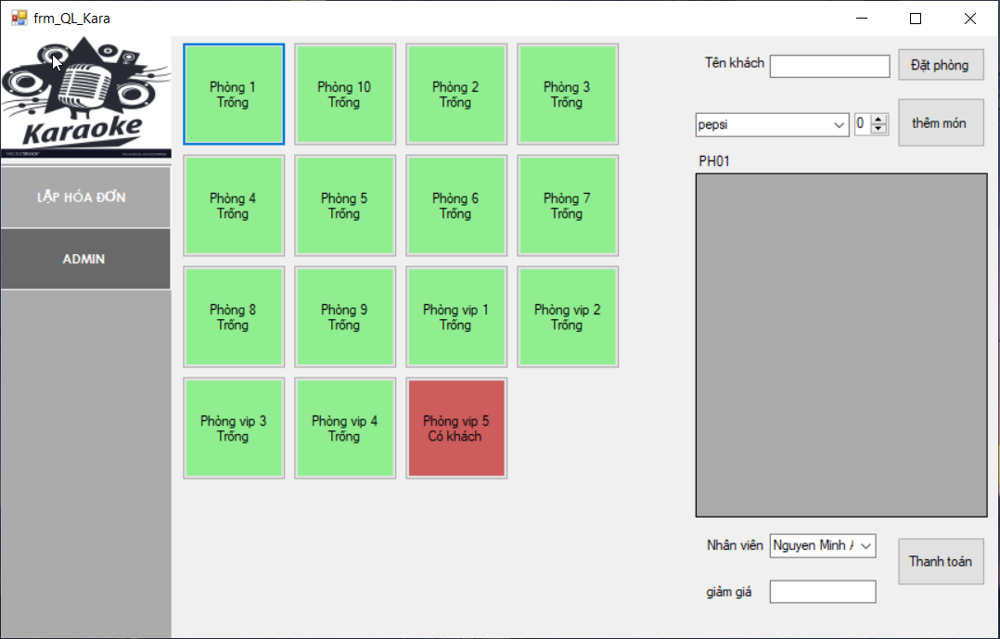 frm_QL_Kara
Karaoke
LẬP HÓA ĐƠN
ADMIN
Phòng 1
Trống
Phòng 10
Trống
Phòng 2
Trống
Phòng 3
Trống
Phòng 4
Trống
Phòng 5
Trống
Phòng 6
Trống
Phòng 7
Trống
Phòng 8
Trống
Phòng 9
Trống
Phòng vip 1
Trống
Phòng vip 2
Trống
Phòng vip 3
Trống
Phòng vip 4
Trống
Phòng vip 5
Có khách
Tên khách
Đặt phòng
pepsi
0
thêm món
PH01
Nhân viên
Nguyen Minh
Thanh toán
giảm giá